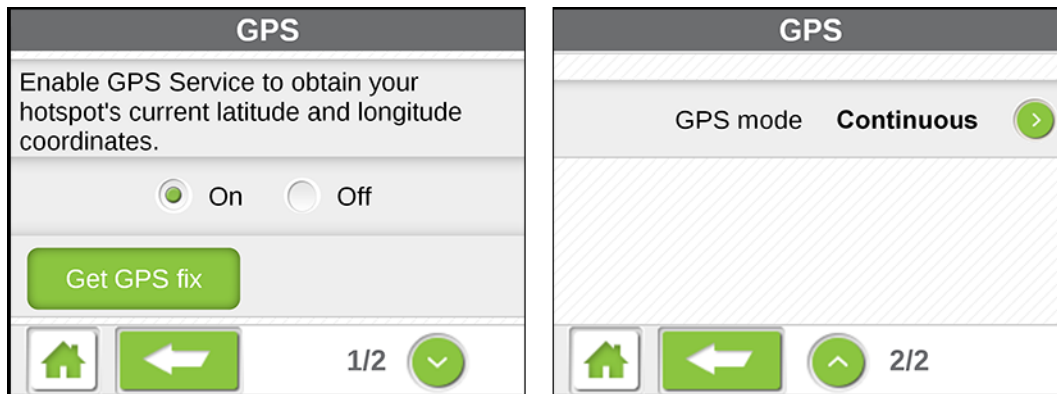 GPS
Enable GPS Service to obtain your
hotspot's current latitude and longitude
coordinates.
On Off
Get GPS fix
1/2
GPS
GPS mode Continuous
2/2